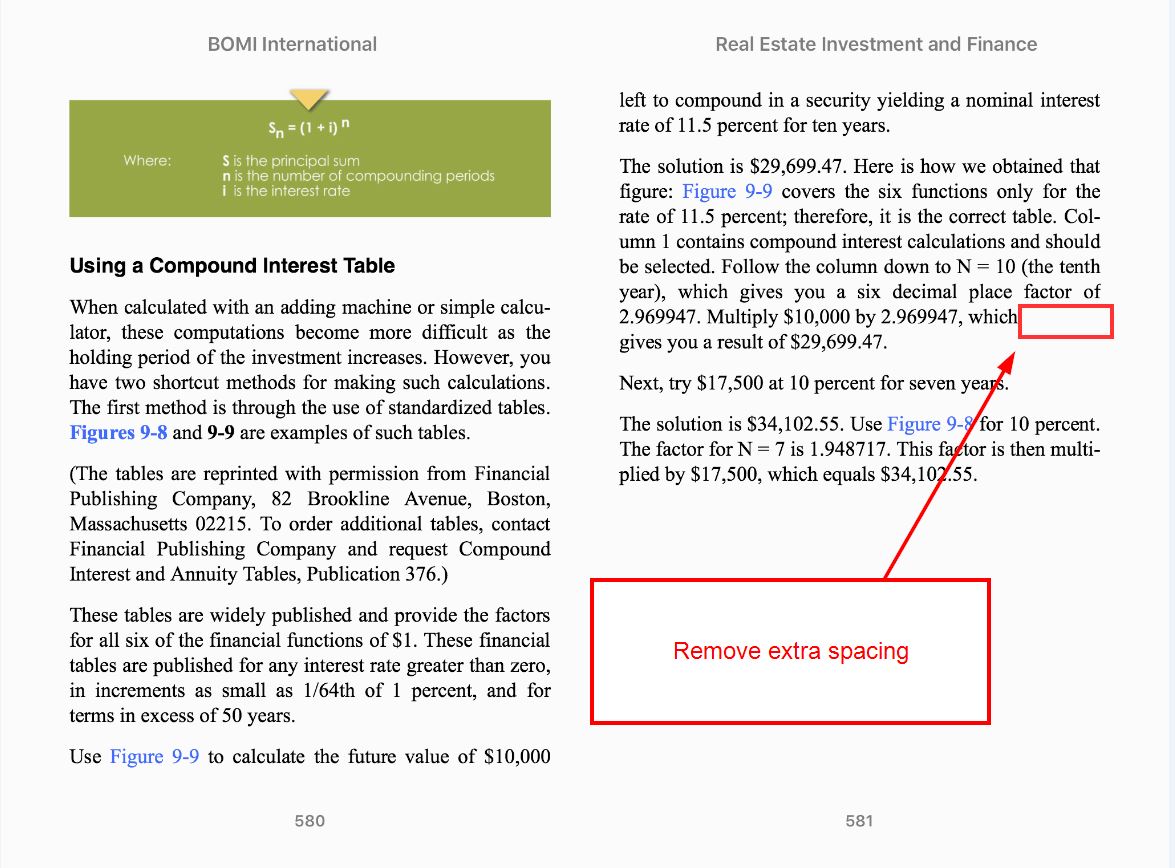 BOMI International
Sn = (1 + i) n
Where:
S is the principal sum
n is the number of compounding periods
i is the interest rate
Using a Compound Interest Table
When calculated with an adding machine or simple calcu-
lator, these computations become more difficult as the
holding period of the investment increases. However, you
have two shortcut methods for making such calculations.
The first method is through the use of standardized tables.
Figures 9-8 and 9-9 are examples of such tables.
(The tables are reprinted with permission from Financial
Publishing Company, 82 Brookline Avenue, Boston,
Massachusetts 02215. To order additional tables, contact
Financial Publishing Company and request Compound
Interest and Annuity Tables, Publication 376.)
These tables are widely published and provide the factors
for all six of the financial functions of $1. These financial
tables are published for any interest rate greater than zero,
in increments as small as 1/64th of 1 percent, and for
terms in excess of 50 years.
Use Figure 9-9 to calculate the future value of $10,000
580
Real Estate Investment and Finance
left to compound in a security yielding a nominal interest
rate of 11.5 percent for ten years.
The solution is $29,699.47. Here is how we obtained that
figure: Figure 9-9 covers the six functions only for the
rate of 11.5 percent; therefore, it is the correct table. Col-
umn 1 contains compound interest calculations and should
be selected. Follow the column down to N = 10 (the tenth
year), which gives you a six decimal place factor of
2.969947. Multiply $10,000 by 2.969947, which
gives you a result of $29,699.47.
Next, try $17,500 at 10 percent for seven years.
The solution is $34,102.55. Use Figure 9-8 for 10 percent.
The factor for N = 7 is 1.948717. This factor is then multi-
plied by $17,500, which equals $34,102.55.
Remove extra spacing
581